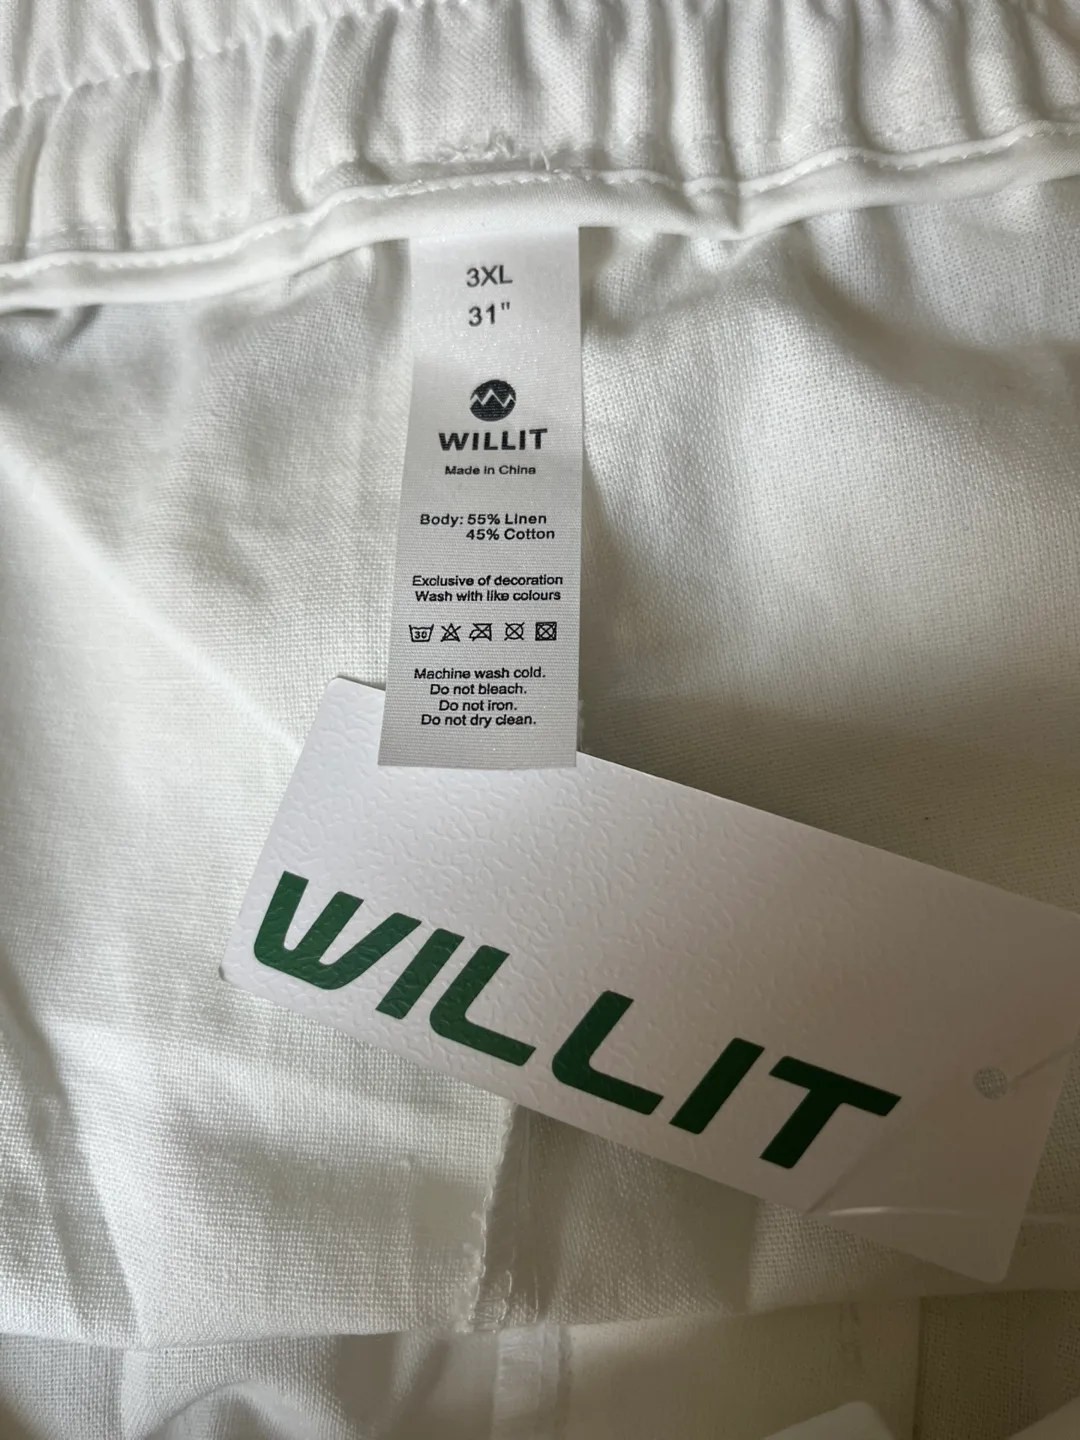 3XL
31"
WILLIT
Made in China
Body: 55% Linen
45% Cotton
Exclusive of decoration
Wash with like colours
30
Machine wash cold.
Do not bleach.
Do not iron.
Do not dry clean.
WILLIT